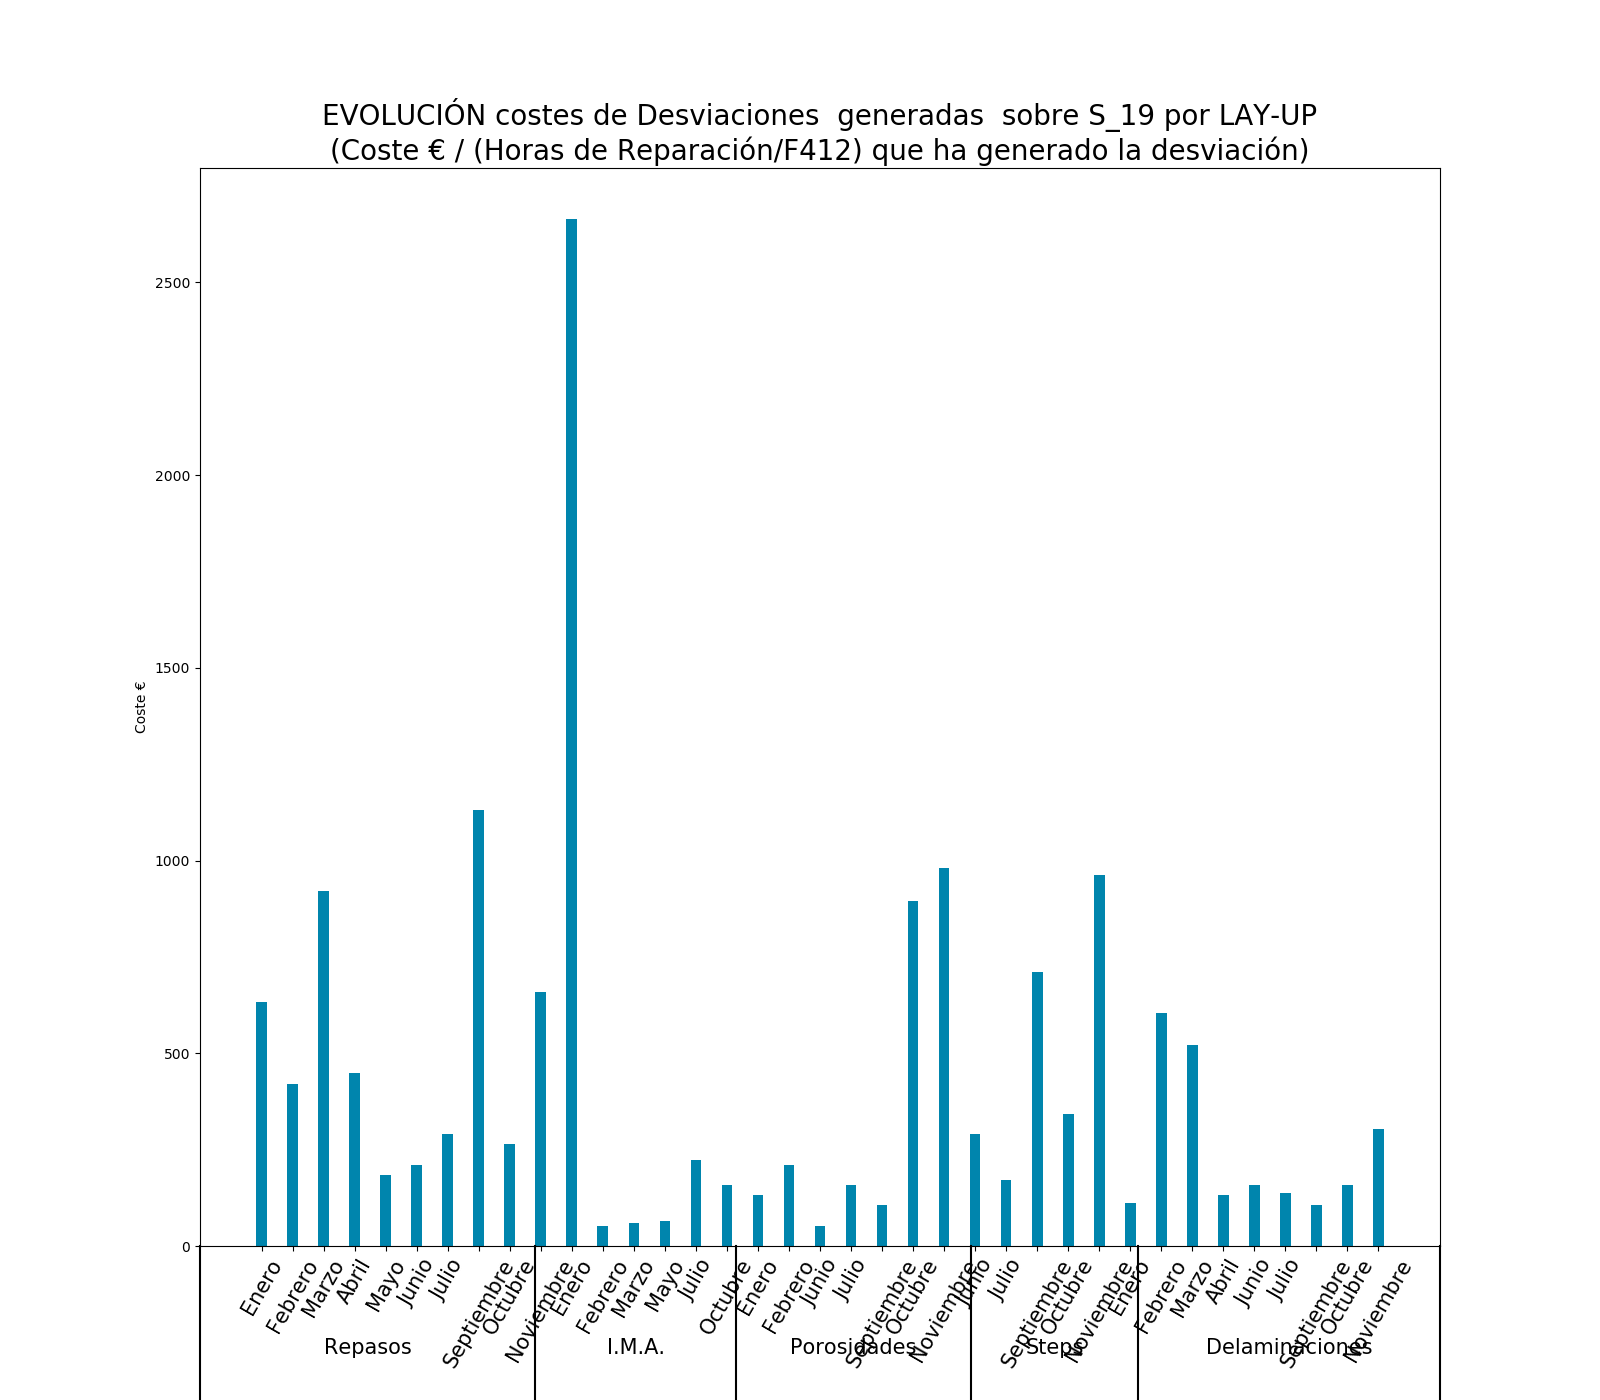 EVOLUCIÓN costes de Desviaciones  generadas  sobre S_19 por LAY-UP
(Coste € / (Horas de Reparación/F412) que ha generado la desviación)
2500
2000
1500
1000
500
0
Coste €
Enero
Febrero
Marzo
Abril
Mayo
Junio
Julio
Septiembre
Octubre
Noviembre
Enero
Febrero
Marzo
Mayo
Julio
Octubre
Enero
Febrero
Junio
Julio
Septiembre
Octubre
Noviembre
Junio
Julio
Septiembre
Octubre
Noviembre
Enero
Febrero
Marzo
Abril
Junio
Julio
Septiembre
Octubre
Noviembre
Repasos
I.M.A.
Porosidades
Steps
Delaminaciones